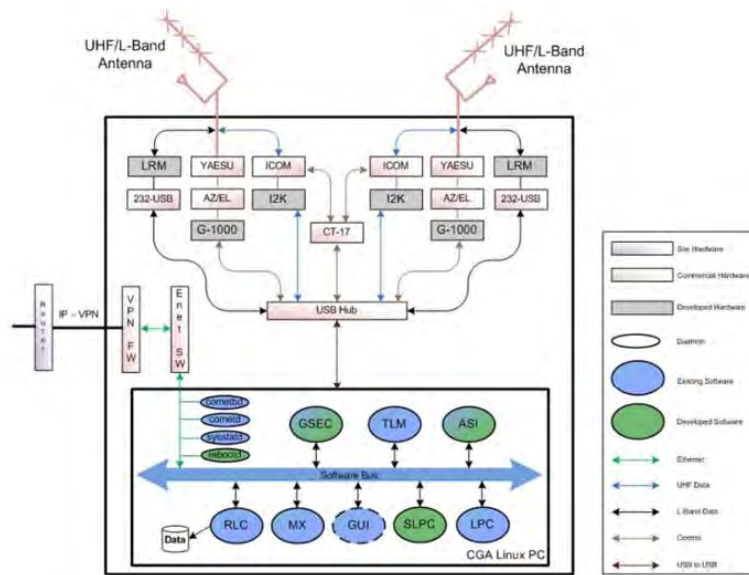 UHF/L-Band
Antenna
UHF/L-Band
Antenna
LRM
YAESU
ICOM
ICOM
YAESU
LRM
232-USB
AZ/EL
I2K
I2K
AZ/EL
232-USB
G-1000
CT-17
G-1000
USB Hub
Router
IP – VPN
VPN FW
Enet SW
cometbd
cometd
sysstatd
rebootd
GSEC
TLM
ASI
Software Bus
RLC
MX
GUI
SLPC
LPC
Data
CGA Linux PC
Site Hardware
Commercial Hardware
Developed Hardware
Daemon
Existing Software
Developed Software
Ethernet
UHF Data
L-Band Data
Control
USB to USB